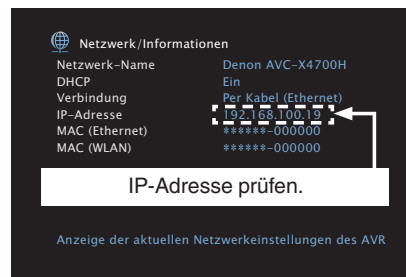 Netzwerk/Informationen
Netzwerk-Name Denon AVC-X4700H
DHCP Ein
Verbindung Per Kabel (Ethernet)
IP-Adresse 192.168.100.19
MAC (Ethernet) ******-000000
MAC (WLAN) ******-000000
IP-Adresse prüfen.
Anzeige der aktuellen Netzwerkeinstellungen des AVR